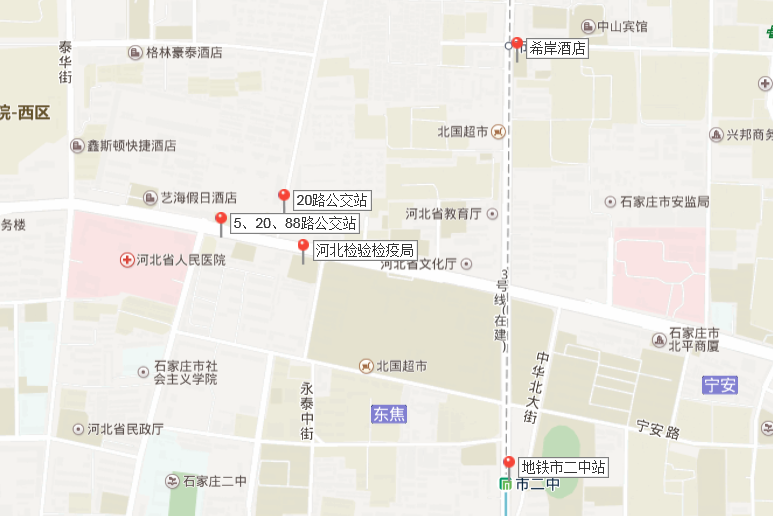 中山宾馆
希岸酒店
泰华街
格林豪泰酒店
院-西区
北国超市
兴邦商务
鑫斯顿快捷酒店
艺海假日酒店
20路公交站
石家庄市安监局
河北省教育厅
务楼
5、20、88路公交站
河北检验检疫局
河北省人民医院
河北省文化厅
3号线(在建)
石家庄市
北平商厦
石家庄市社
会主义学院
北国超市
中华北大街
宁安
永泰中街
东焦
河北省民政厅
宁安路
地铁市二中站
石家庄二中
市二中